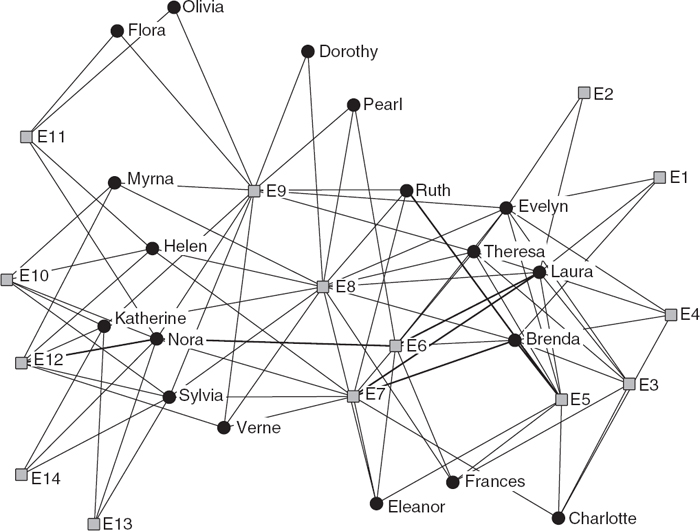 Olivia
Flora
Dorothy
E2
Pearl
E11
E1
Myrna
E9
Ruth
Evelyn
Helen
Theresa
Laura
E10
E8
Katherine
E4
Nora
E6
Brenda
E12
E3
Sylvia
E7
E5
Verne
E14
Frances
Eleanor
Charlotte
E13